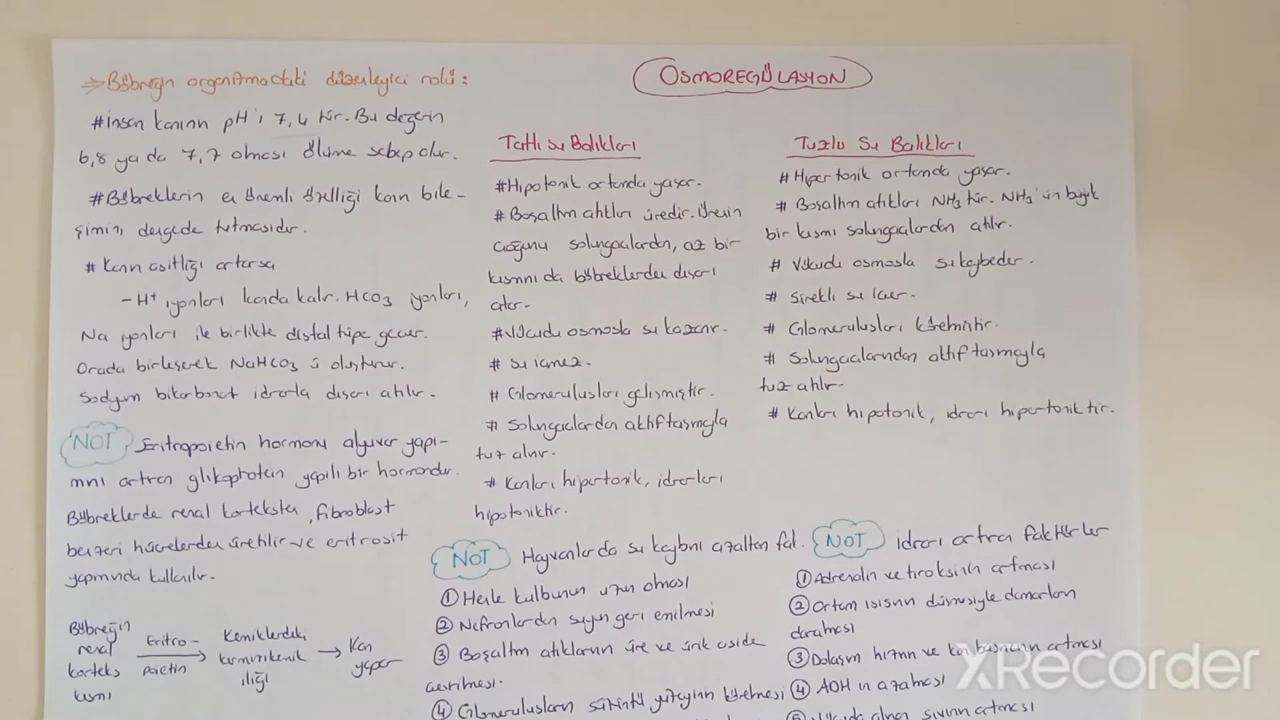 ⇒ Böbreğin organizmadaki düzenleyici rolü:
#İnsan kanının pH'ı 7,4 tür. Bu değerin
6,8 ya da 7,7 olması ölüme sebep olur.
#Böbreklerin en önemli özelliği kan bile-
şimini dengede tutmasıdır.
# Kanın asitliği artarsa
- H⁺ iyonları kanda kalır. HCO3 iyonları,
Na iyonları ile birlikte distal tüpe geçer.
Orada birleşerek NaHCO3 ü oluşturur.
Sodyum bikarbonat idrarla dışarı atılır.
NOT Eritropoietin hormonu alyuvar yapı-
mını artıran glikoprotein yapılı bir hormondur.
Böbreklerde renal korteksten, fibroblast
benzeri hücrelerden üretilir ve eritrosit
yapımında kullanılır.
Böbreğin renal korteks kısmı
Eritro-
poietin
Kemiklerdeki kırmızı kemik iliği
→ Kan yapar
OSMOREGÜLASYON
Tatlı su Balıkları
#Hipotonik ortamda yaşar.
# Boşaltım atıkları üredir. Ürenin
çoğunu solungaçlardan, az bir
kısmını da böbreklerden dışarı
atar.
#Vücudu osmosla su kazanır.
# Su içmez.
# Glomerulusları gelişmiştir.
# Solungaçlardan aktif taşımayla
tuz alınır.
# Kanları hipertonik, idrarları
hipotoniktir.
Tuzlu Su Balıkları
# Hipertonik ortamda yaşar.
# Boşaltım atıkları NH3 tür. NH3'ün büyük
bir kısmı solungaçlardan atılır.
# Vücudu osmosla su kaybeder.
# Sürekli su içer.
# Glomerulusları körelmiştir.
# Solungaçlarından aktif taşımayla
tuz atılır.
# Kanları hipotonik, idrarı hipertoniktir.
NOT Hayvanlarda su kaybını azaltan fak.
① Henle kulbunun uzun olması
② Nefronlardan suyun geri emilmesi
③ Boşaltım atıklarının üre ve ürik aside
çevrilmesi.
④ Glomerulusların süzüntü yüzeyinin körelmesi
NOT İdrarı artıran faktörler
① Adrenalin ve tiroksinin artması
② Ortam ısısının düşmesiyle damarların
daralması
③ Dolaşım hızının ve kan basıncının artması
④ ADH ın azalması
⑤ Vücuda alınan sıvının artması
XRecorder